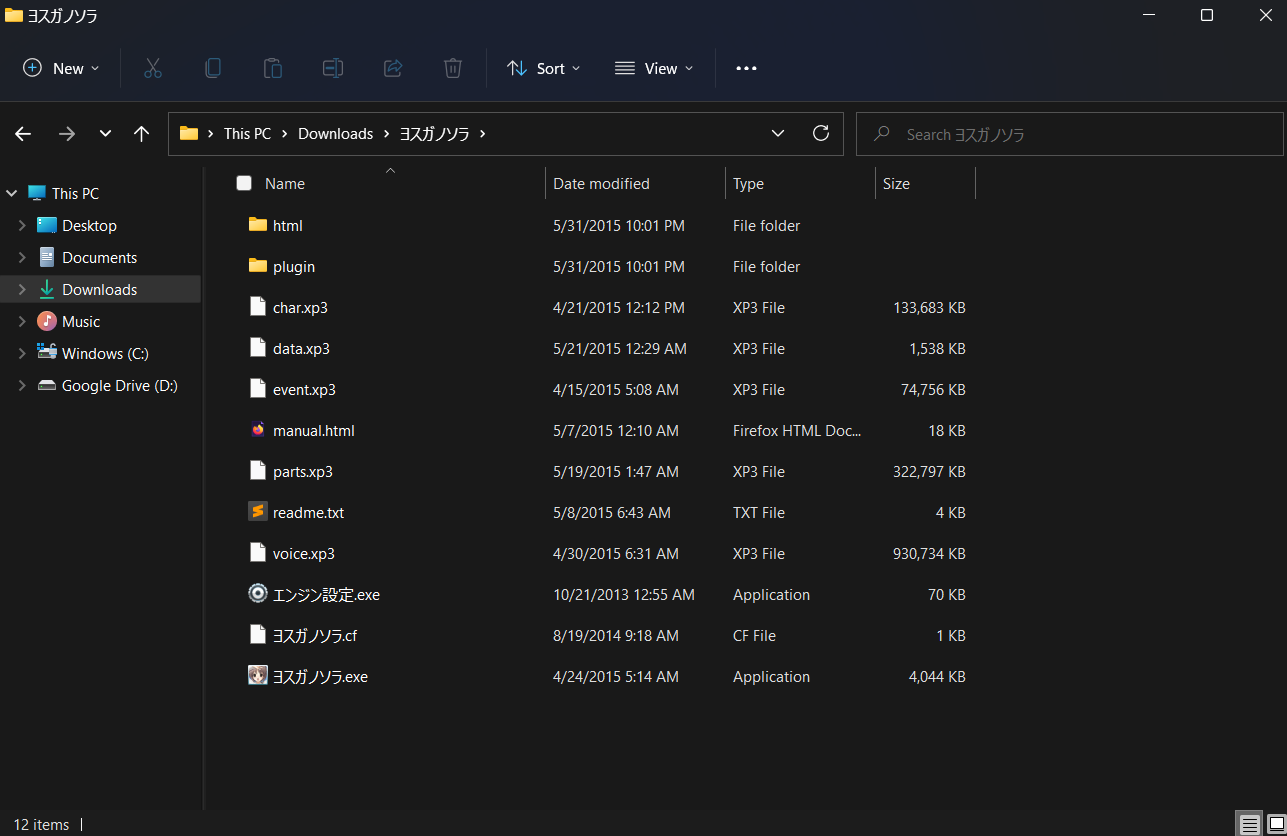 ヨスガノソラ
New Sort View
This PC Downloads ヨスガノソラ Search ヨスガノソラ
This PC
Desktop
Documents
Downloads
Music
Windows (C:)
Google Drive (D:)
Name Date modified Type Size
html 5/31/2015 10:01 PM File folder
plugin 5/31/2015 10:01 PM File folder
char.xp3 4/21/2015 12:12 PM XP3 File 133,683 KB
data.xp3 5/21/2015 12:29 AM XP3 File 1,538 KB
event.xp3 4/15/2015 5:08 AM XP3 File 74,756 KB
manual.html 5/7/2015 12:10 AM Firefox HTML Doc... 18 KB
parts.xp3 5/19/2015 1:47 AM XP3 File 322,797 KB
readme.txt 5/8/2015 6:43 AM TXT File 4 KB
voice.xp3 4/30/2015 6:31 AM XP3 File 930,734 KB
エンジン設定.exe 10/21/2013 12:55 AM Application 70 KB
ヨスガノソラ.cf 8/19/2014 9:18 AM CF File 1 KB
ヨスガノソラ.exe 4/24/2015 5:14 AM Application 4,044 KB
12 items